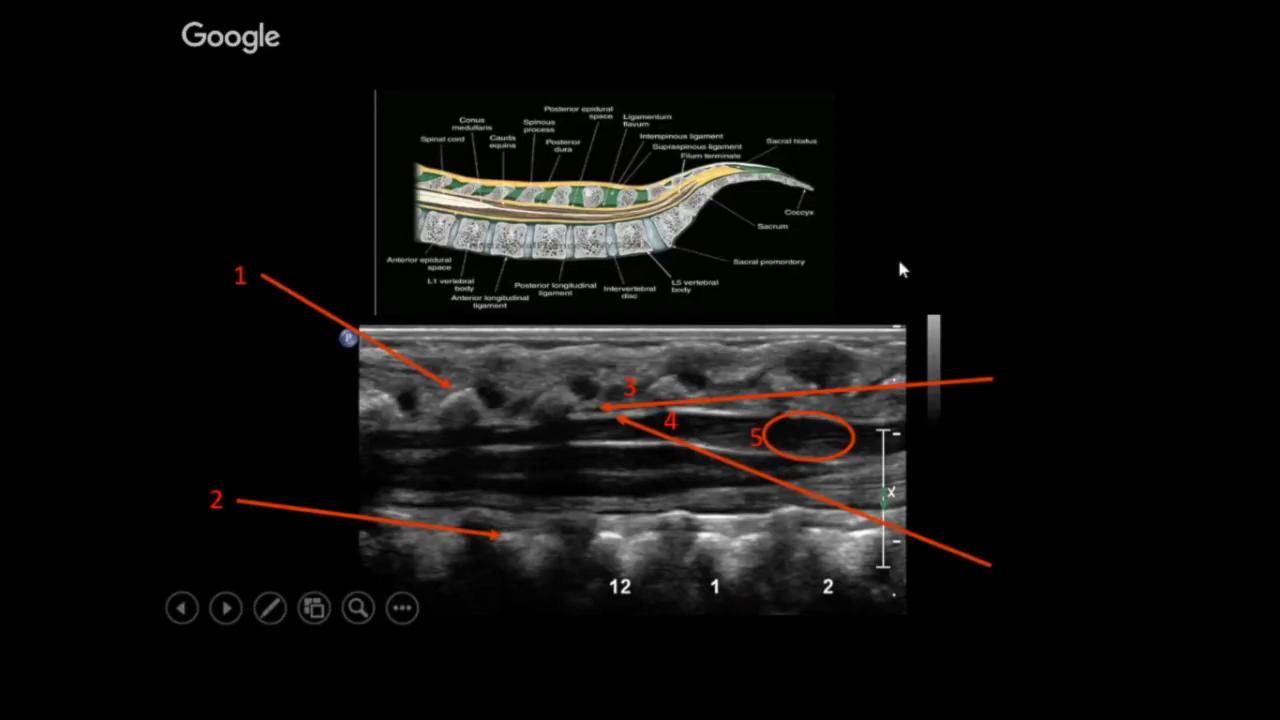 Google
Posterior epidural
space
Ligamentum
flavum
Conus
medullaris
Spinous
process
Interspinous ligament
Spinal cord
Cauda
equina
Posterior
dura
Supraspinous ligament
Filum terminale
Sacral hiatus
Coccyx
Sacrum
Anterior epidural
space
Sacral promontory
L1 vertebral
body
Posterior longitudinal
ligament
Intervertebral
disc
L5 vertebral
body
Anterior longitudinal
ligament
1
P
3
4
5
x
2
12 1 2